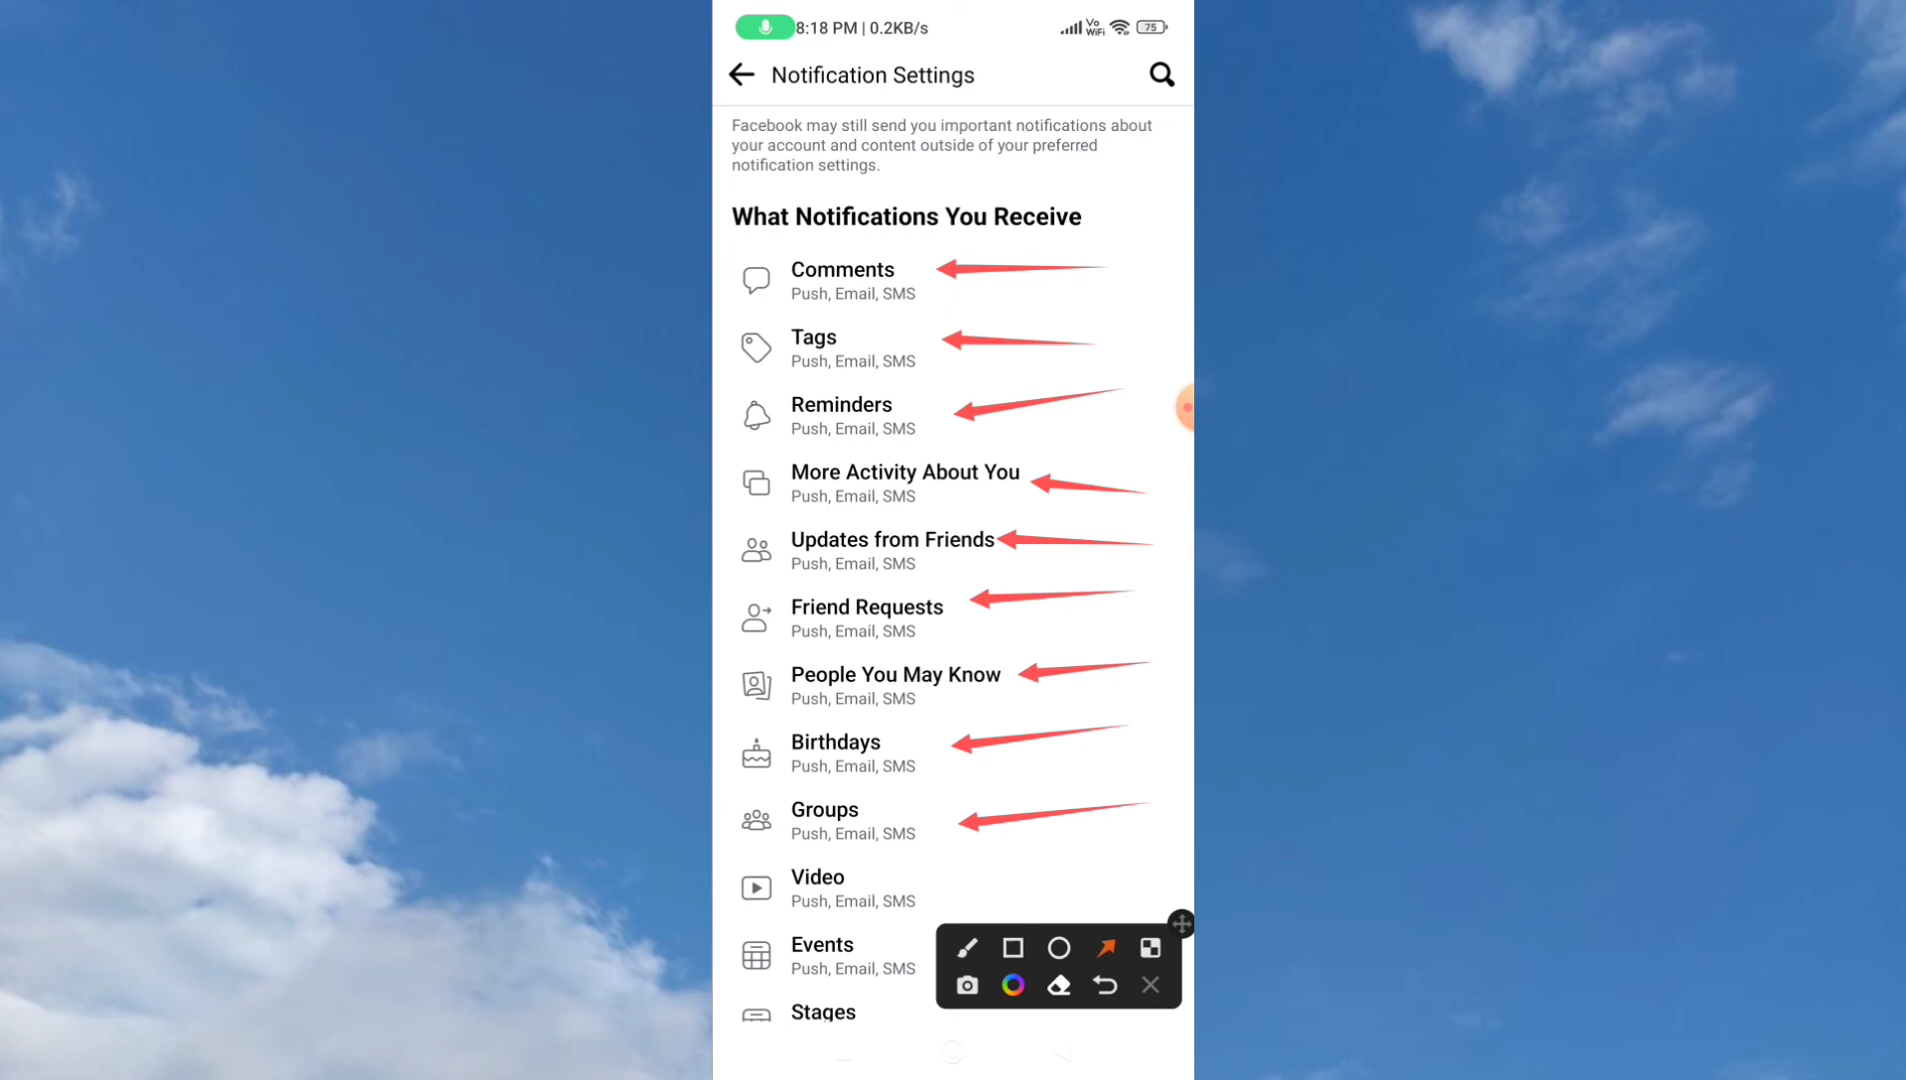 8:18 PM | 0.2KB/s
Vo
WiFi
75
Notification Settings
Facebook may still send you important notifications about
your account and content outside of your preferred
notification settings.
What Notifications You Receive
Comments
Push, Email, SMS
Tags
Push, Email, SMS
Reminders
Push, Email, SMS
More Activity About You
Push, Email, SMS
Updates from Friends
Push, Email, SMS
Friend Requests
Push, Email, SMS
People You May Know
Push, Email, SMS
Birthdays
Push, Email, SMS
Groups
Push, Email, SMS
Video
Push, Email, SMS
Events
Push, Email, SMS
Stages